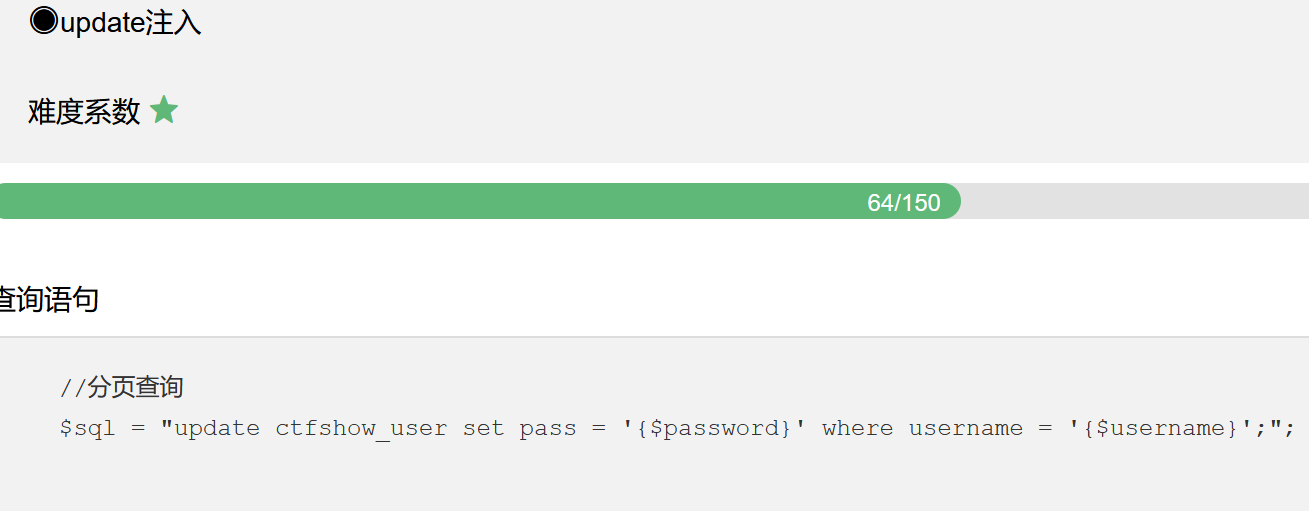 ◉update注入
难度系数
64/150
查询语句
//分页查询
$sql = "update ctfshow_user set pass = '{$password}' where username = '{$username}';";